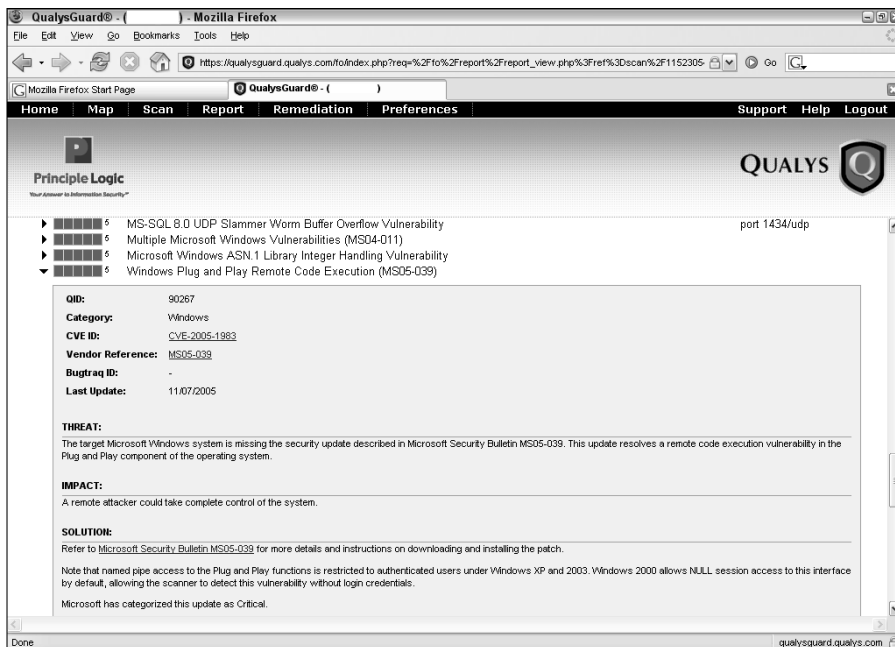 QualysGuard® - ( ) - Mozilla Firefox
File Edit View Go Bookmarks Tools Help
https://qualysguard.qualys.com/fo/index.php?req=%2Ffo%2Freport%2Freport_view.php%3Fref%3Dscan%2F1152305- Go G
G Mozilla Firefox Start Page QualysGuard® - ( )
Home Map Scan Report Remediation Preferences Support Help Logout
P
Principle Logic
Your Answer to Information Security℠
QUALYS Q
5 MS-SQL 8.0 UDP Slammer Worm Buffer Overflow Vulnerability port 1434/udp
5 Multiple Microsoft Windows Vulnerabilities (MS04-011)
5 Microsoft Windows ASN.1 Library Integer Handling Vulnerability
5 Windows Plug and Play Remote Code Execution (MS05-039)
QID: 90267
Category: Windows
CVE ID: CVE-2005-1983
Vendor Reference: MS05-039
Bugtraq ID: -
Last Update: 11/07/2005
THREAT:
The target Microsoft Windows system is missing the security update described in Microsoft Security Bulletin MS05-039. This update resolves a remote code execution vulnerability in the
Plug and Play component of the operating system.
IMPACT:
A remote attacker could take complete control of the system.
SOLUTION:
Refer to Microsoft Security Bulletin MS05-039 for more details and instructions on downloading and installing the patch.
Note that named pipe access to the Plug and Play functions is restricted to authenticated users under Windows XP and 2003. Windows 2000 allows NULL session access to this interface
by default, allowing the scanner to detect this vulnerability without login credentials.
Microsoft has categorized this update as Critical.
Done qualysguard.qualys.com